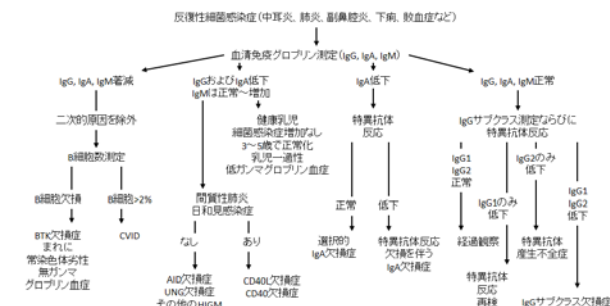 反復性細菌感染症(中耳炎、肺炎、副鼻腔炎、下痢、敗血症など)
血清免疫グロブリン測定(IgG, IgA, IgM)
IgG, IgA, IgM著減
IgGおよびIgA低下
IgMは正常～増加
IgA低下
IgG, IgA, IgM正常
二次的原因を除外
健康乳児
細菌感染症増加なし
3～5歳で正常化
乳児一過性
低ガンマグロブリン血症
特異抗体
反応
IgGサブクラス測定ならびに
特異抗体反応
B細胞数測定
IgG1
IgG2
正常
IgG2のみ
低下
B細胞欠損
B細胞>2%
間質性肺炎
日和見感染症
正常
低下
IgG1のみ
低下
IgG1
IgG2
低下
BTK欠損症
まれに
常染色体劣性
無ガンマ
グロブリン血症
CVID
なし
あり
選択的
IgA欠損症
特異抗体反応
欠損を伴う
IgA欠損症
経過観察
特異抗体
産生不全症
AID欠損症
UNG欠損症
その他のHIGM
CD40L欠損症
CD40欠損症
特異抗体
反応
再検
IgGサブクラス欠損症